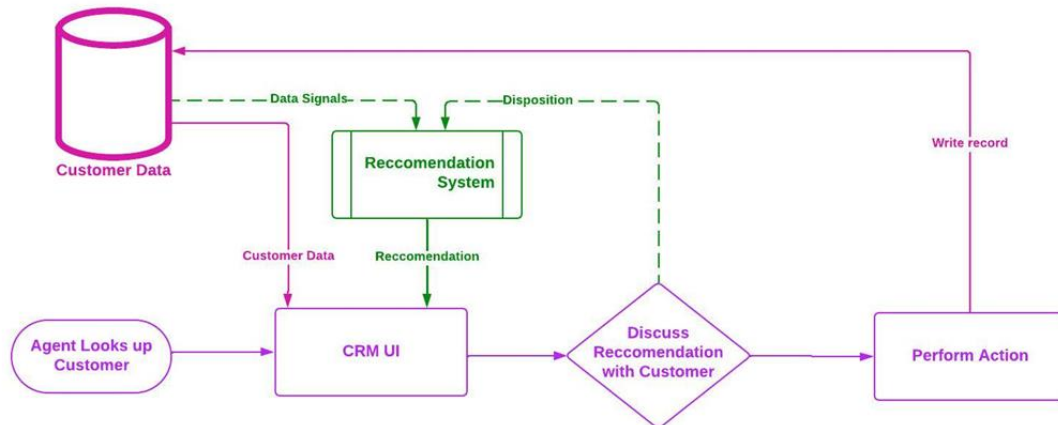 Data Signals
Disposition
Customer Data
Reccomendation
System
Write record
Customer Data
Reccomendation
Agent Looks up
Customer
CRM UI
Discuss
Reccomendation
with Customer
Perform Action